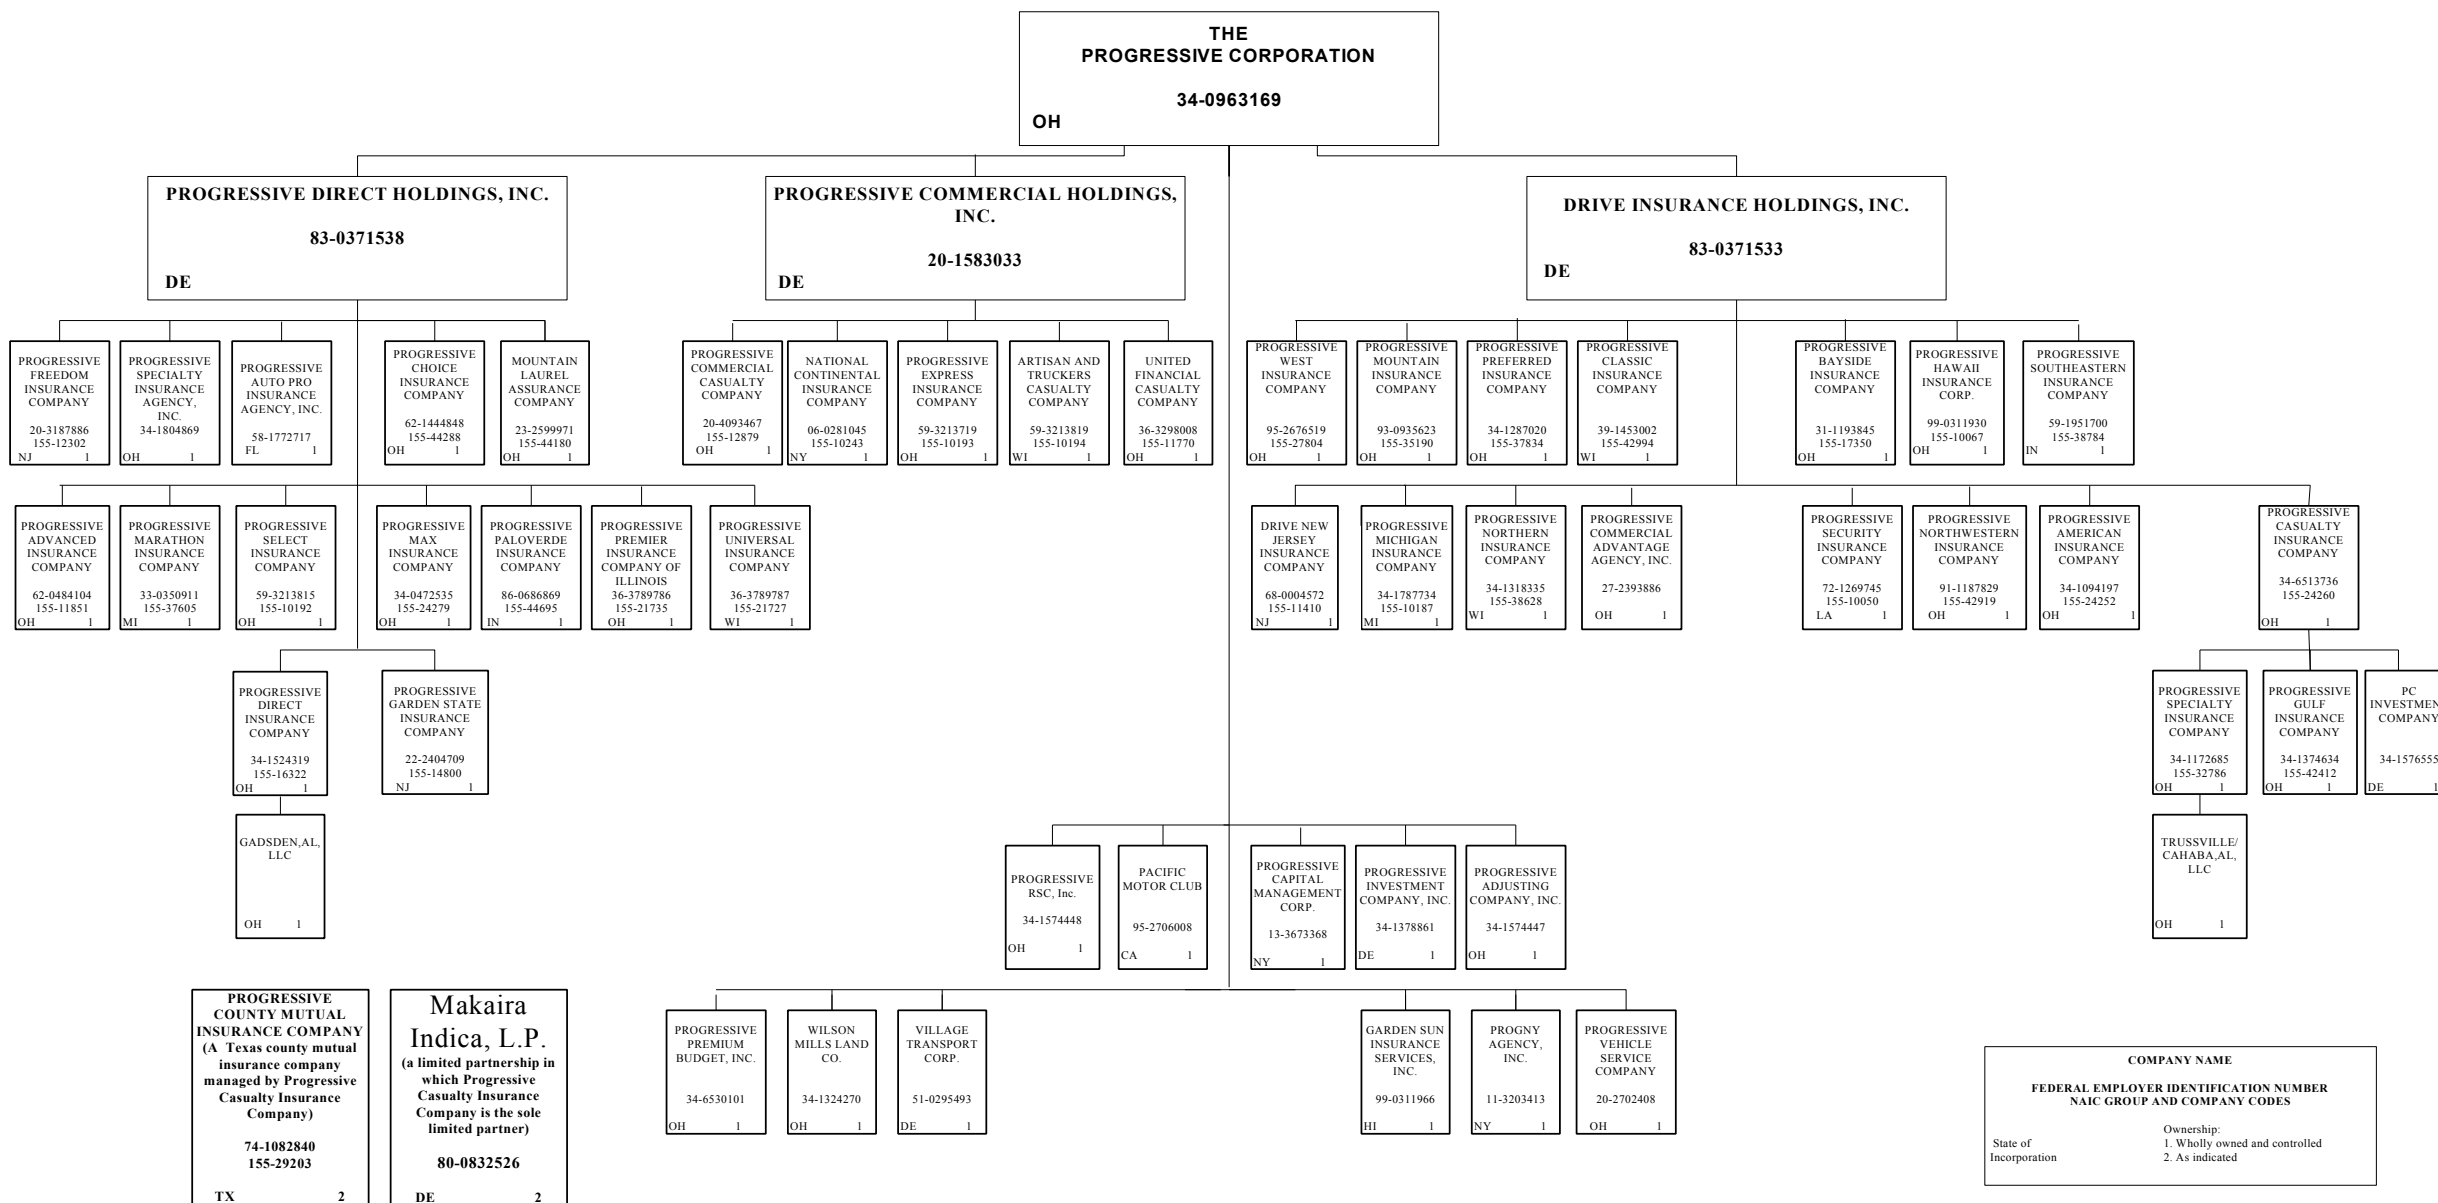 THE
PROGRESSIVE CORPORATION
34-0963169
OH
PROGRESSIVE DIRECT HOLDINGS, INC.
83-0371538
DE
PROGRESSIVE COMMERCIAL HOLDINGS,
INC.
20-1583033
DE
DRIVE INSURANCE HOLDINGS, INC.
83-0371533
DE
PROGRESSIVE
FREEDOM
INSURANCE
COMPANY
20-3187886
155-12302
NJ 1
PROGRESSIVE
SPECIALTY
INSURANCE
AGENCY,
INC.
34-1804869
OH 1
PROGRESSIVE
AUTO PRO
INSURANCE
AGENCY, INC.
58-1772717
FL 1
PROGRESSIVE
CHOICE
INSURANCE
COMPANY
62-1444848
155-44288
OH 1
MOUNTAIN
LAUREL
ASSURANCE
COMPANY
23-2599971
155-44180
OH 1
PROGRESSIVE
COMMERCIAL
CASUALTY
COMPANY
20-4093467
155-12879
OH 1
NATIONAL
CONTINENTAL
INSURANCE
COMPANY
06-0281045
155-10243
NY 1
PROGRESSIVE
EXPRESS
INSURANCE
COMPANY
59-3213719
155-10193
OH 1
ARTISAN AND
TRUCKERS
CASUALTY
COMPANY
59-3213819
155-10194
WI 1
UNITED
FINANCIAL
CASUALTY
COMPANY
36-3298008
155-11770
OH 1
PROGRESSIVE
WEST
INSURANCE
COMPANY
95-2676519
155-27804
OH 1
PROGRESSIVE
MOUNTAIN
INSURANCE
COMPANY
93-0935623
155-35190
OH 1
PROGRESSIVE
PREFERRED
INSURANCE
COMPANY
34-1287020
155-37834
OH 1
PROGRESSIVE
CLASSIC
INSURANCE
COMPANY
39-1453002
155-42994
WI 1
PROGRESSIVE
BAYSIDE
INSURANCE
COMPANY
31-1193845
155-17350
OH 1
PROGRESSIVE
HAWAII
INSURANCE
CORP.
99-0311930
155-10067
OH 1
PROGRESSIVE
SOUTHEASTERN
INSURANCE
COMPANY
59-1951700
155-38784
IN 1
PROGRESSIVE
ADVANCED
INSURANCE
COMPANY
62-0484104
155-11851
OH 1
PROGRESSIVE
MARATHON
INSURANCE
COMPANY
33-0350911
155-37605
MI 1
PROGRESSIVE
SELECT
INSURANCE
COMPANY
59-3213815
155-10192
OH 1
PROGRESSIVE
MAX
INSURANCE
COMPANY
34-0472535
155-24279
OH 1
PROGRESSIVE
PALOVERDE
INSURANCE
COMPANY
86-0686869
155-44695
IN 1
PROGRESSIVE
PREMIER
INSURANCE
COMPANY OF
ILLINOIS
36-3789786
155-21735
OH 1
PROGRESSIVE
UNIVERSAL
INSURANCE
COMPANY
36-3789787
155-21727
WI 1
DRIVE NEW
JERSEY
INSURANCE
COMPANY
68-0004572
155-11410
NJ 1
PROGRESSIVE
MICHIGAN
INSURANCE
COMPANY
34-1787734
155-10187
MI 1
PROGRESSIVE
NORTHERN
INSURANCE
COMPANY
34-1318335
155-38628
WI 1
PROGRESSIVE
COMMERCIAL
ADVANTAGE
AGENCY, INC.
27-2393886
OH 1
PROGRESSIVE
SECURITY
INSURANCE
COMPANY
72-1269745
155-10050
LA 1
PROGRESSIVE
NORTHWESTERN
INSURANCE
COMPANY
91-1187829
155-42919
OH 1
PROGRESSIVE
AMERICAN
INSURANCE
COMPANY
34-1094197
155-24252
OH 1
PROGRESSIVE
CASUALTY
INSURANCE
COMPANY
34-6513736
155-24260
OH 1
PROGRESSIVE
DIRECT
INSURANCE
COMPANY
34-1524319
155-16322
OH 1
PROGRESSIVE
GARDEN STATE
INSURANCE
COMPANY
22-2404709
155-14800
NJ 1
PROGRESSIVE
SPECIALTY
INSURANCE
COMPANY
34-1172685
155-32786
OH 1
PROGRESSIVE
GULF
INSURANCE
COMPANY
34-1374634
155-42412
OH 1
PC
INVESTMEN
COMPANY
34-1576555
DE 1
GADSDEN,AL,
LLC
OH 1
TRUSSVILLE/
CAHABA,AL,
LLC
OH 1
PROGRESSIVE
RSC, Inc.
34-1574448
OH 1
PACIFIC
MOTOR CLUB
95-2706008
CA 1
PROGRESSIVE
CAPITAL
MANAGEMENT
CORP.
13-3673368
NY 1
PROGRESSIVE
INVESTMENT
COMPANY, INC.
34-1378861
DE 1
PROGRESSIVE
ADJUSTING
COMPANY, INC.
34-1574447
OH 1
PROGRESSIVE
COUNTY MUTUAL
INSURANCE COMPANY
(A Texas county mutual
insurance company
managed by Progressive
Casualty Insurance
Company)
74-1082840
155-29203
TX 2
Makaira
Indica, L.P.
(a limited partnership in
which Progressive
Casualty Insurance
Company is the sole
limited partner)
80-0832526
DE 2
PROGRESSIVE
PREMIUM
BUDGET, INC.
34-6530101
OH 1
WILSON
MILLS LAND
CO.
34-1324270
OH 1
VILLAGE
TRANSPORT
CORP.
51-0295493
DE 1
GARDEN SUN
INSURANCE
SERVICES,
INC.
99-0311966
HI 1
PROGNY
AGENCY,
INC.
11-3203413
NY 1
PROGRESSIVE
VEHICLE
SERVICE
COMPANY
20-2702408
OH 1
COMPANY NAME
FEDERAL EMPLOYER IDENTIFICATION NUMBER
NAIC GROUP AND COMPANY CODES
Ownership:
State of 1. Wholly owned and controlled
Incorporation 2. As indicated